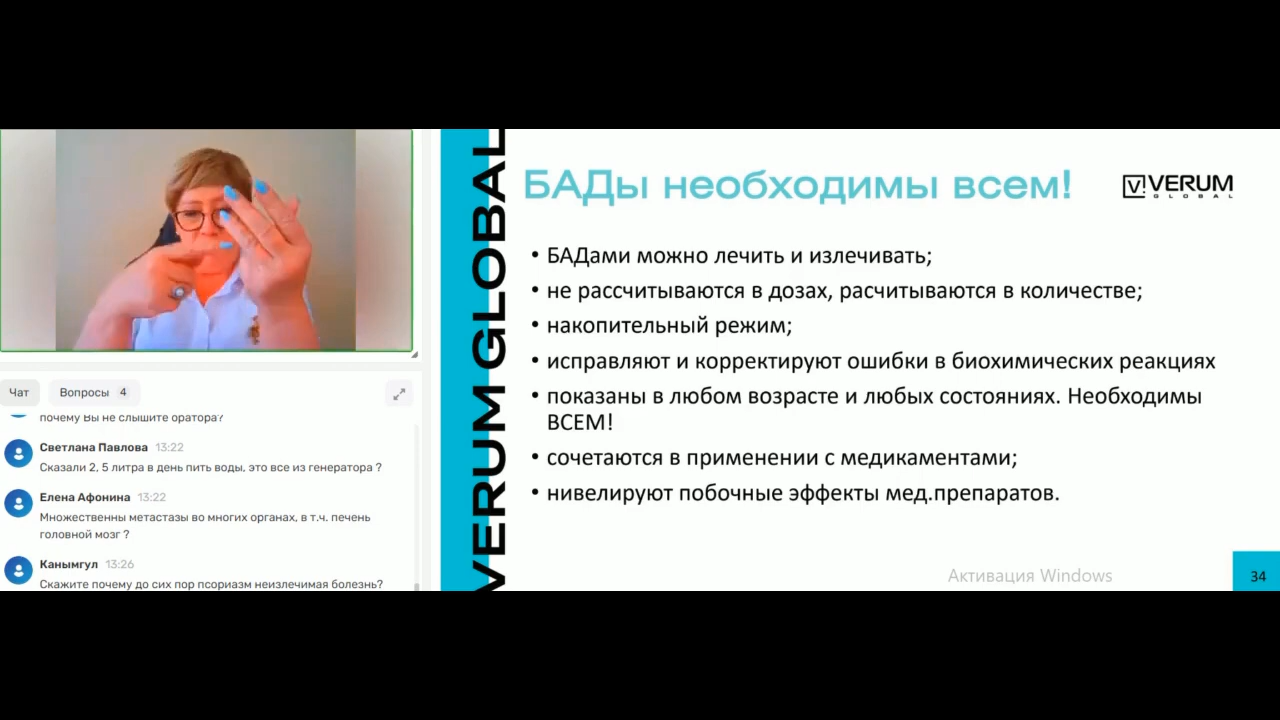 VERUM GLOBAL
БАДы необходимы всем!
VERUM
GLOBAL
• БАДами можно лечить и излечивать;
• не рассчитываются в дозах, расчитываются в количестве;
• накопительный режим;
• исправляют и корректируют ошибки в биохимических реакциях
• показаны в любом возрасте и любых состояниях. Необходимы
ВСЕМ!
• сочетаются в применении с медикаментами;
• нивелируют побочные эффекты мед.препаратов.
Активация Windows
34
Чат
Вопросы 4
почему Вы не слышите оратора?
Светлана Павлова 13:22
Сказали 2, 5 литра в день пить воды, это все из генератора ?
Елена Афонина 13:22
Множественны метастазы во многих органах, в т.ч. печень
головной мозг ?
Канымгул 13:26
Скажите почему до сих пор псориазм неизлечимая болезнь?